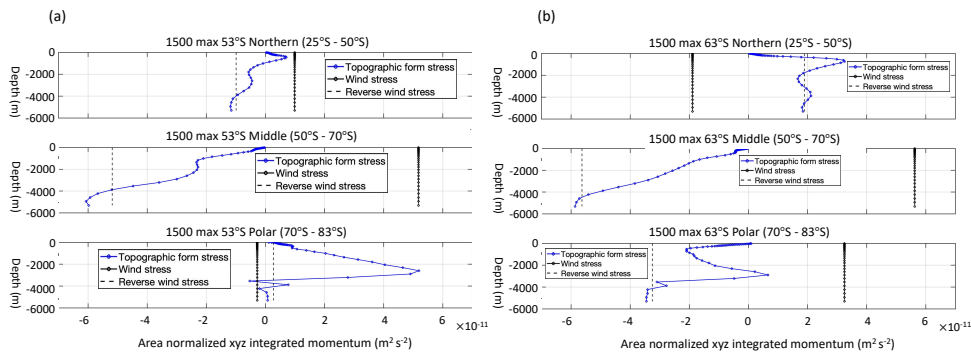 (a)
1500 max 53°S Northern (25°S - 50°S)
0
-2000
-4000
-6000
Depth (m)
Topographic form stress
Wind stress
Reverse wind stress
1500 max 53°S Middle (50°S - 70°S)
0
-2000
-4000
-6000
Depth (m)
Topographic form stress
Wind stress
Reverse wind stress
1500 max 53°S Polar (70°S - 83°S)
0
-2000
-4000
-6000
Depth (m)
Topographic form stress
Wind stress
Reverse wind stress
-6 -4 -2 0 2 4 6
×10-11
Area normalized xyz integrated momentum (m2 s-2)
(b)
1500 max 63°S Northern (25°S - 50°S)
0
-2000
-4000
-6000
Depth (m)
Topographic form stress
Wind stress
Reverse wind stress
1500 max 63°S Middle (50°S - 70°S)
0
-2000
-4000
-6000
Depth (m)
Topographic form stress
Wind stress
Reverse wind stress
1500 max 63°S Polar (70°S - 83°S)
0
-2000
-4000
-6000
Depth (m)
Topographic form stress
Wind stress
Reverse wind stress
-6 -4 -2 0 2 4 6
×10-11
Area normalized xyz integrated momentum (m2 s-2)